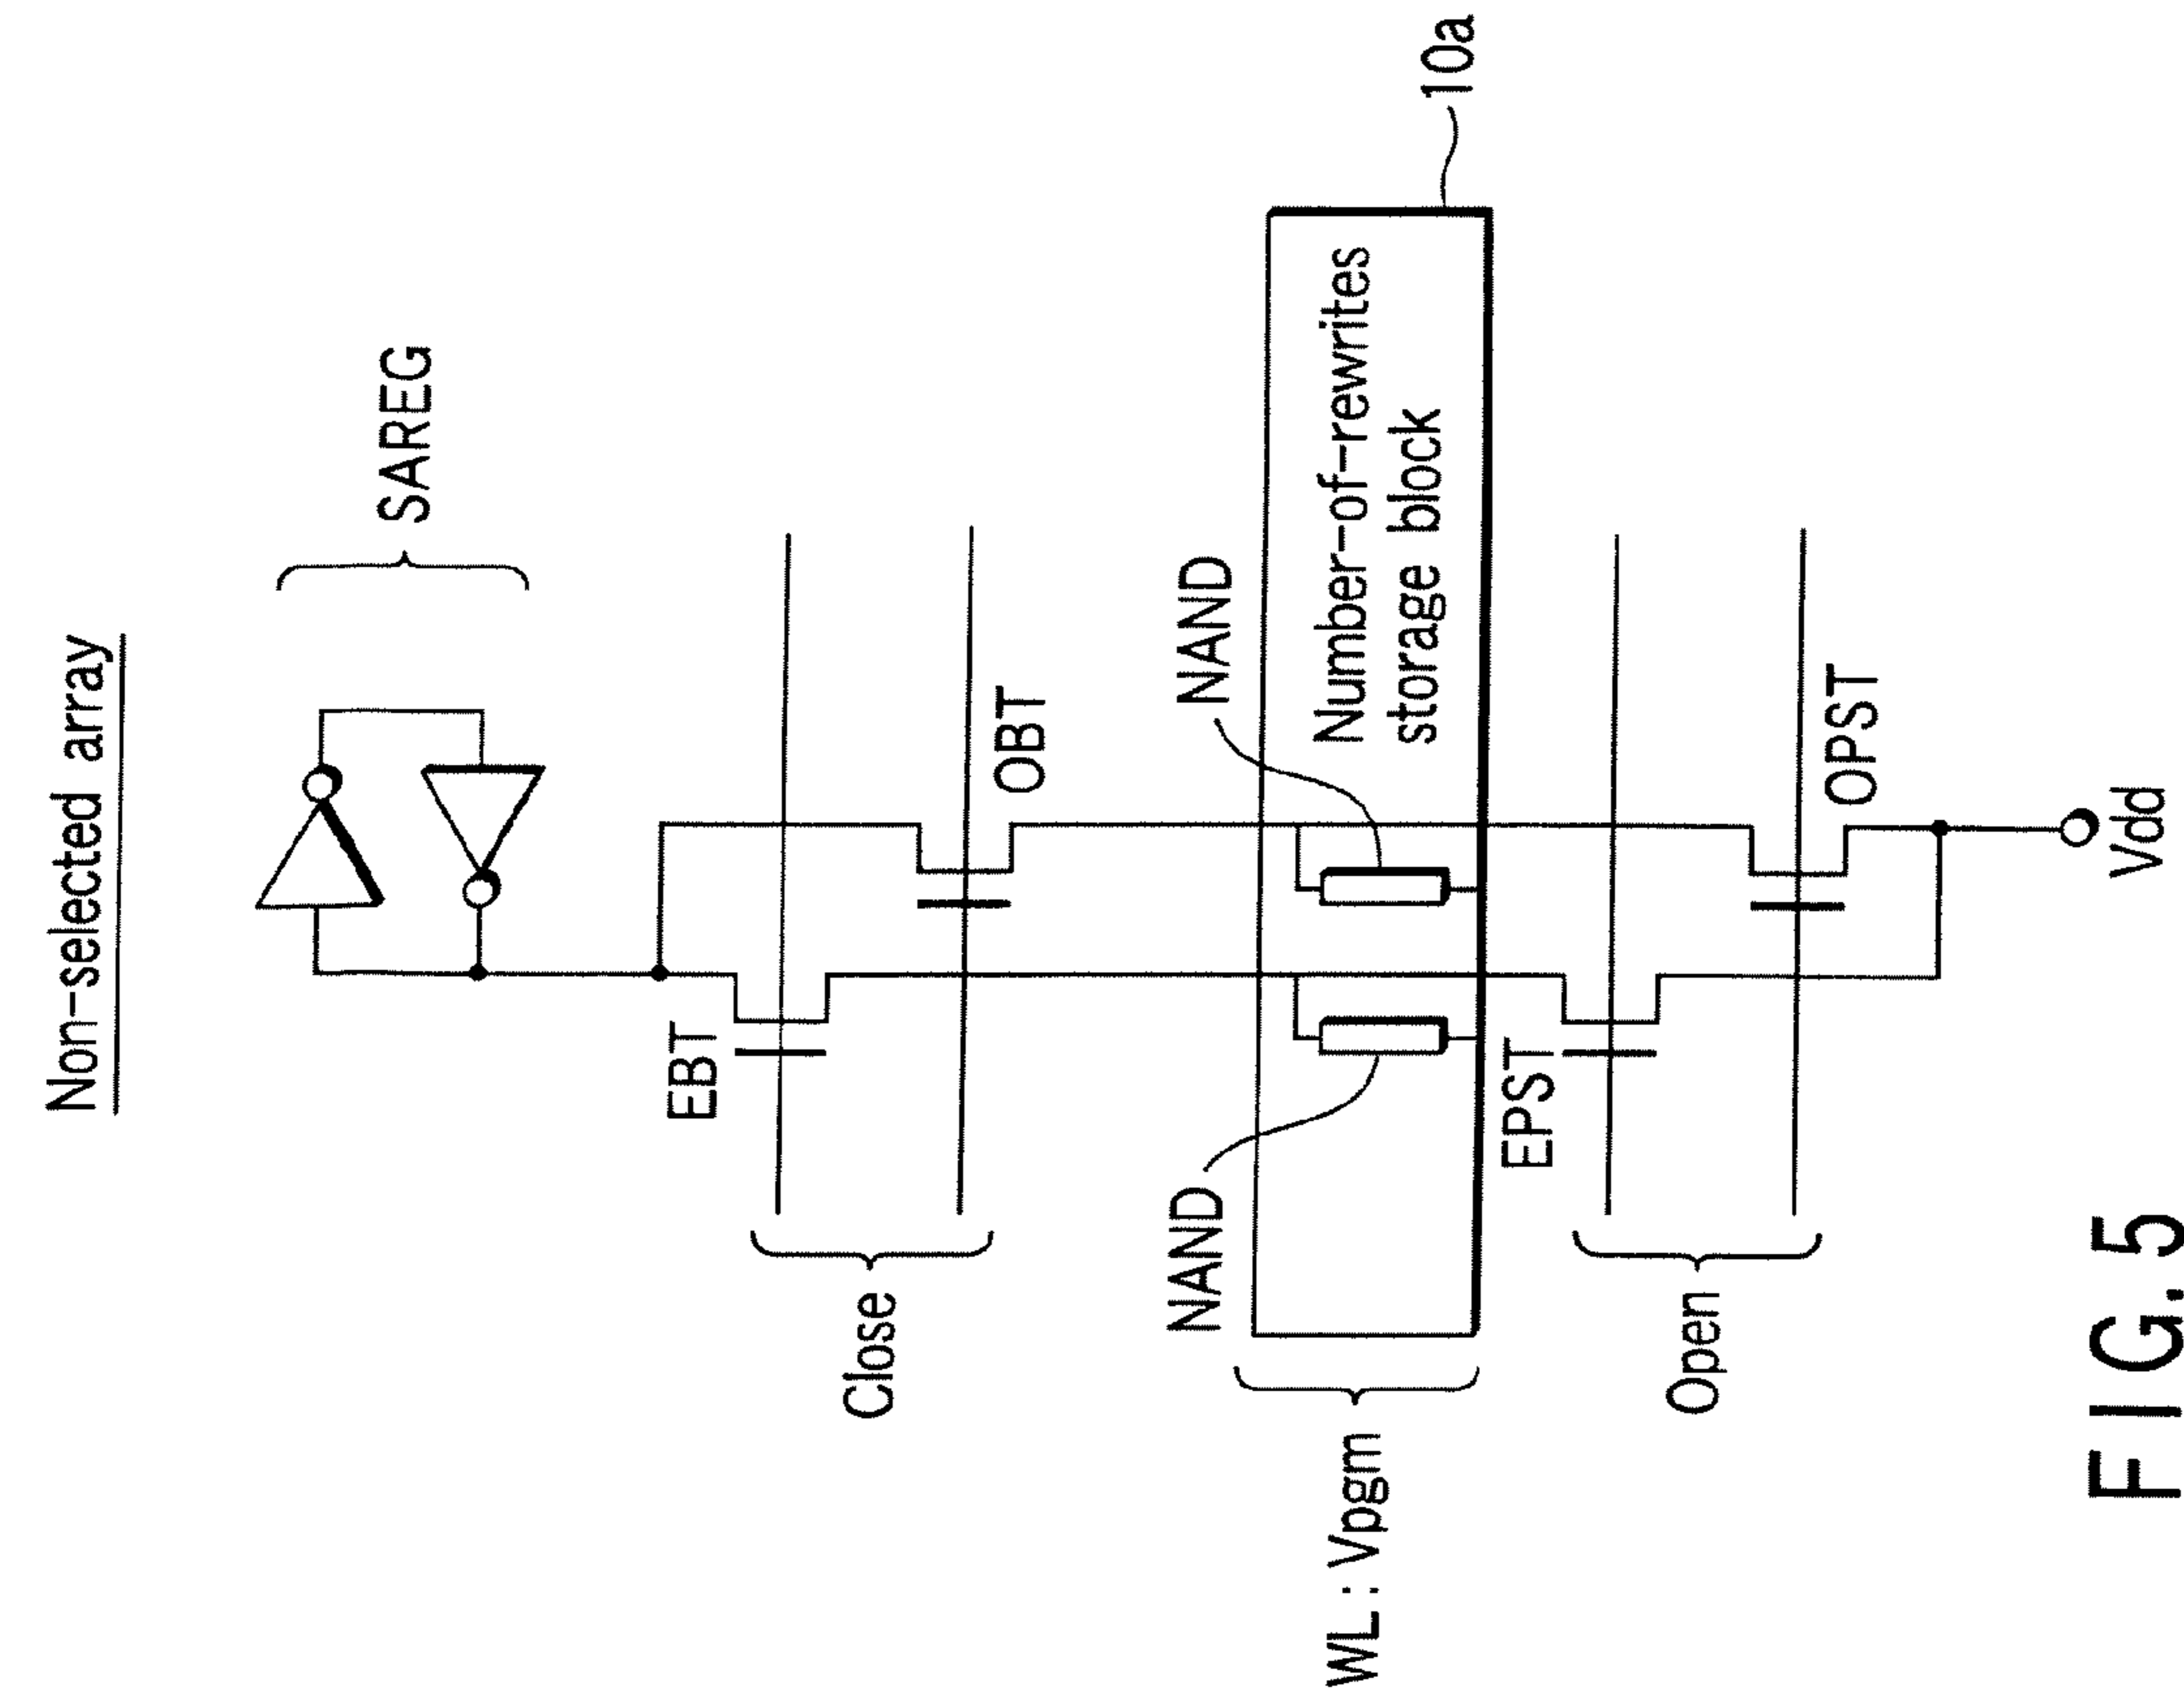 Non-selected array
SAREG
EBT
OBT
Close
NAND
NAND
Number-of-rewrites
storage block
10a
WL : Vpgm
EPST
OPST
Open
Vdd
FIG. 5